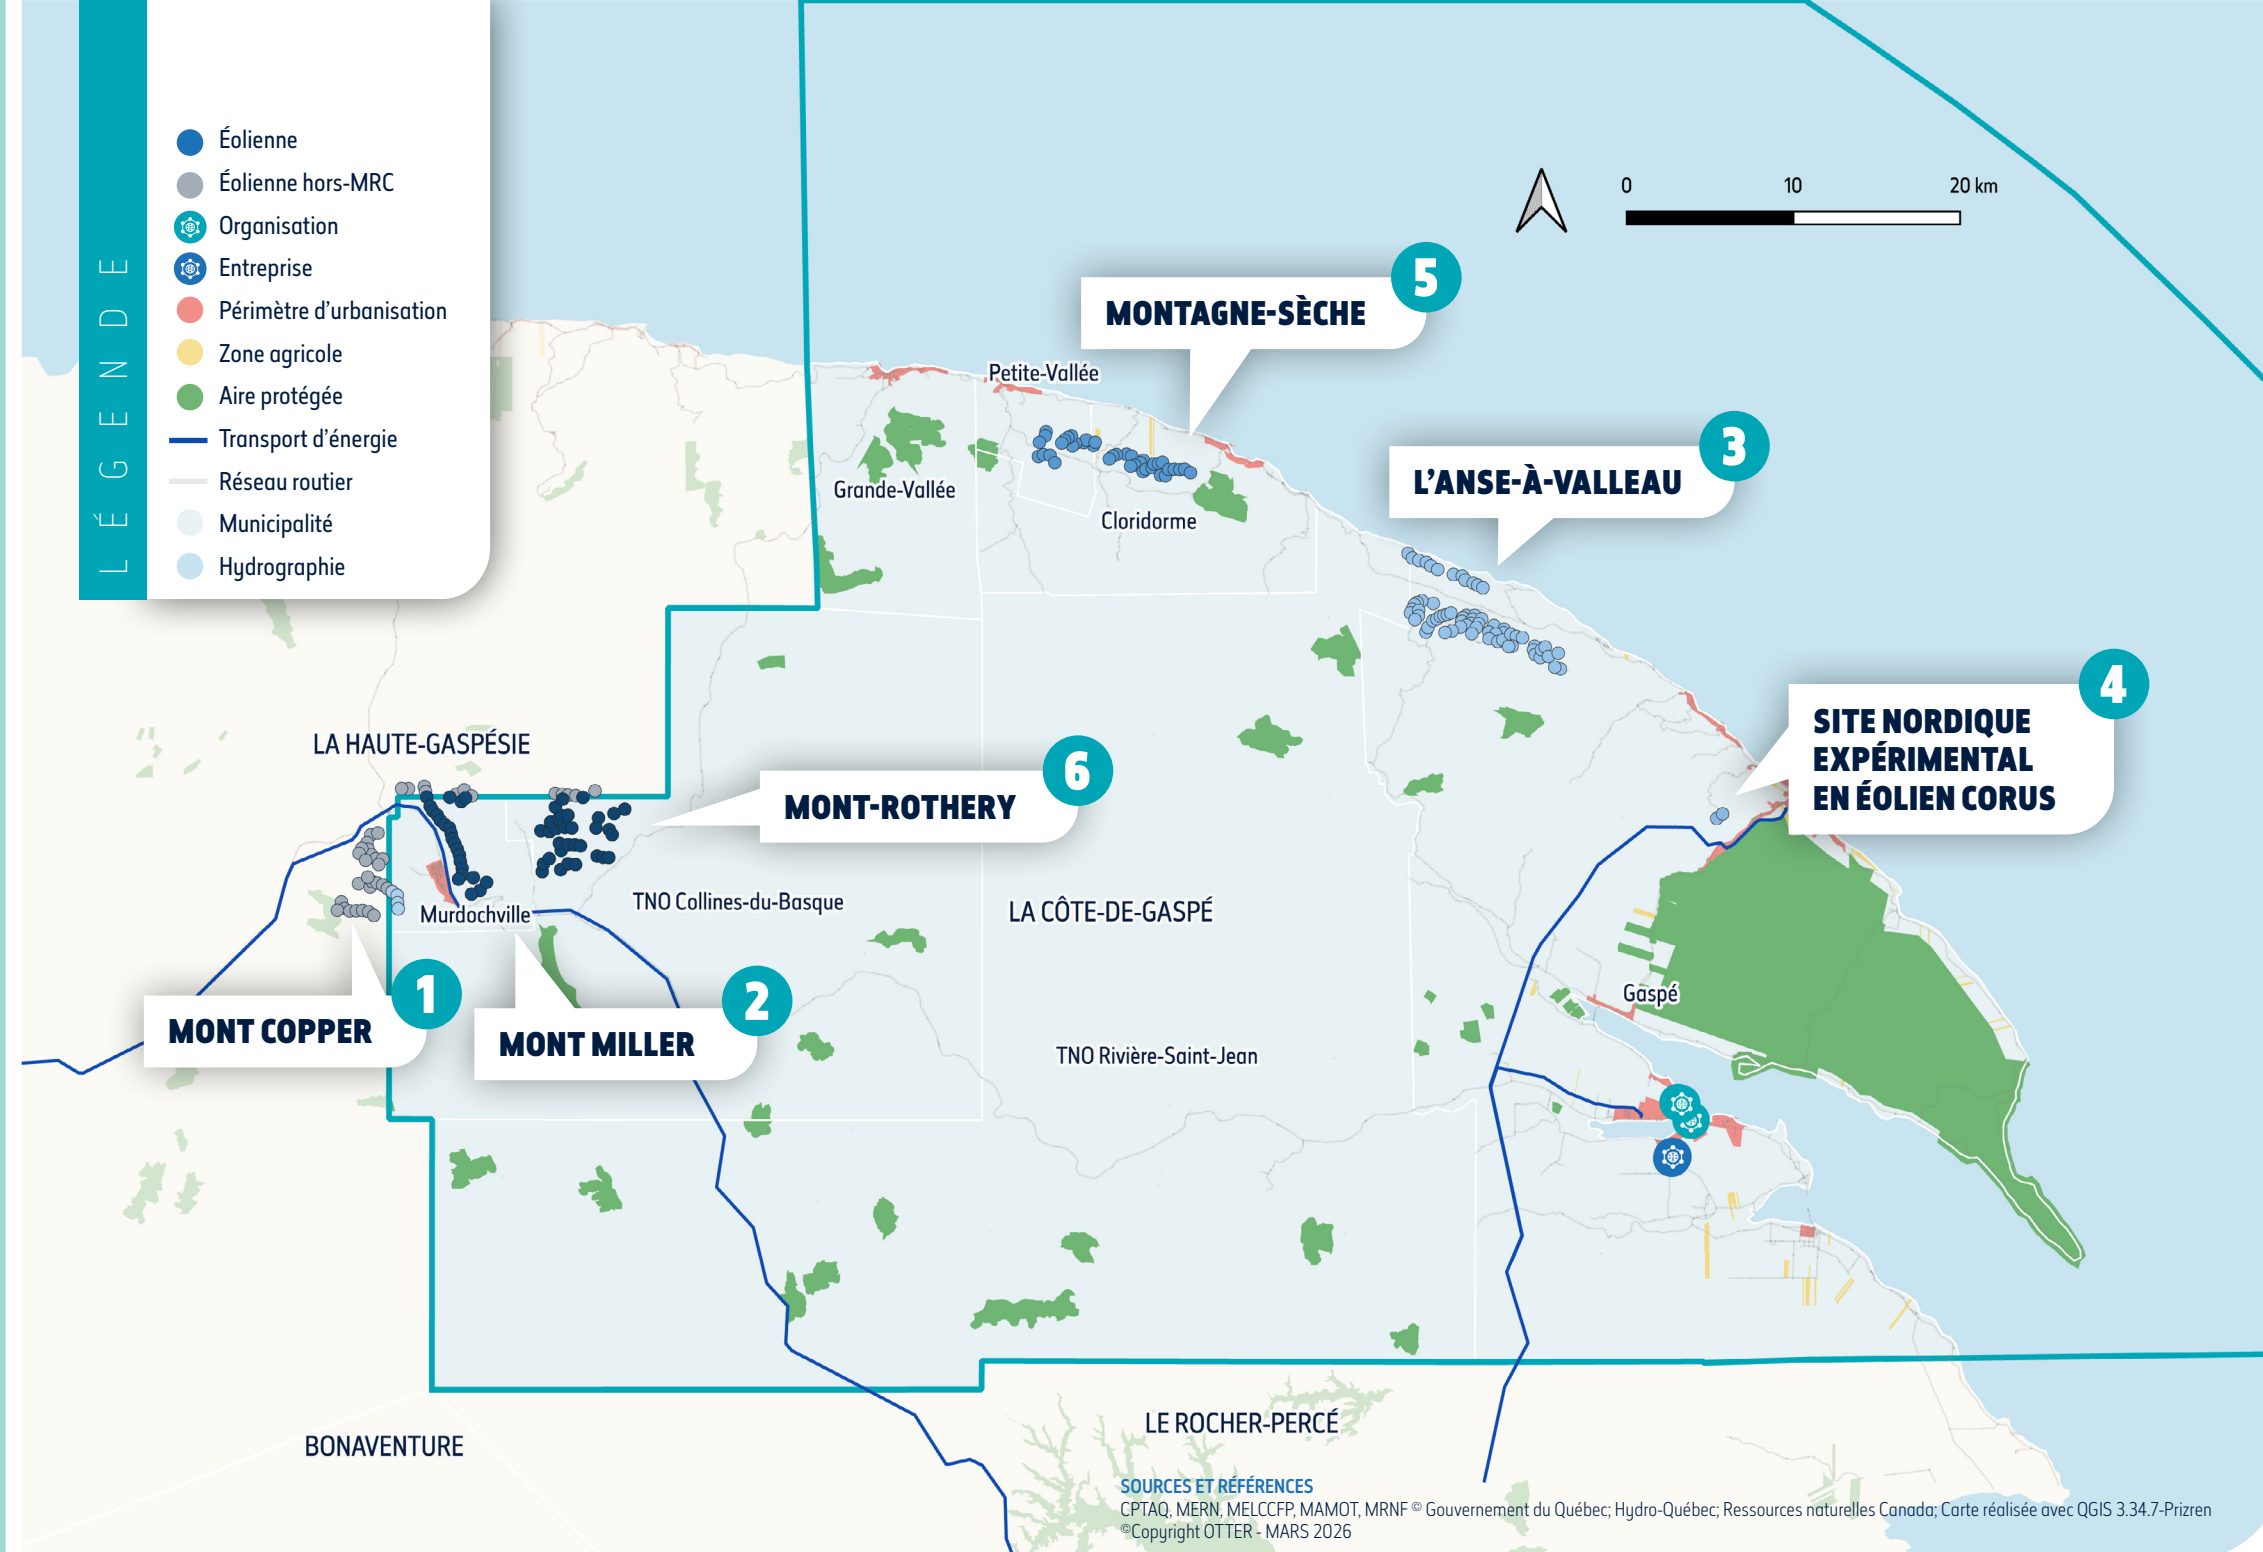 LÉGENDE
Éolienne
Éolienne hors-MRC
Organisation
Entreprise
Périmètre d'urbanisation
Zone agricole
Aire protégée
Transport d'énergie
Réseau routier
Municipalité
Hydrographie
0 10 20 km
5
MONTAGNE-SÈCHE
Petite-Vallée
3
L'ANSE-À-VALLEAU
Grande-Vallée
Cloridorme
4
SITE NORDIQUE
EXPÉRIMENTAL
EN ÉOLIEN CORUS
LA HAUTE-GASPÉSIE
6
MONT-ROTHERY
TNO Collines-du-Basque
LA CÔTE-DE-GASPÉ
Murdochville
1
MONT COPPER
2
MONT MILLER
Gaspé
TNO Rivière-Saint-Jean
LE ROCHER-PERCÉ
BONAVENTURE
SOURCES ET RÉFÉRENCES
CPTAQ, MERN, MELCCFP, MAMOT, MRNF © Gouvernement du Québec; Hydro-Québec; Ressources naturelles Canada; Carte réalisée avec QGIS 3.34.7-Prizren
©Copyright OTTER - MARS 2026